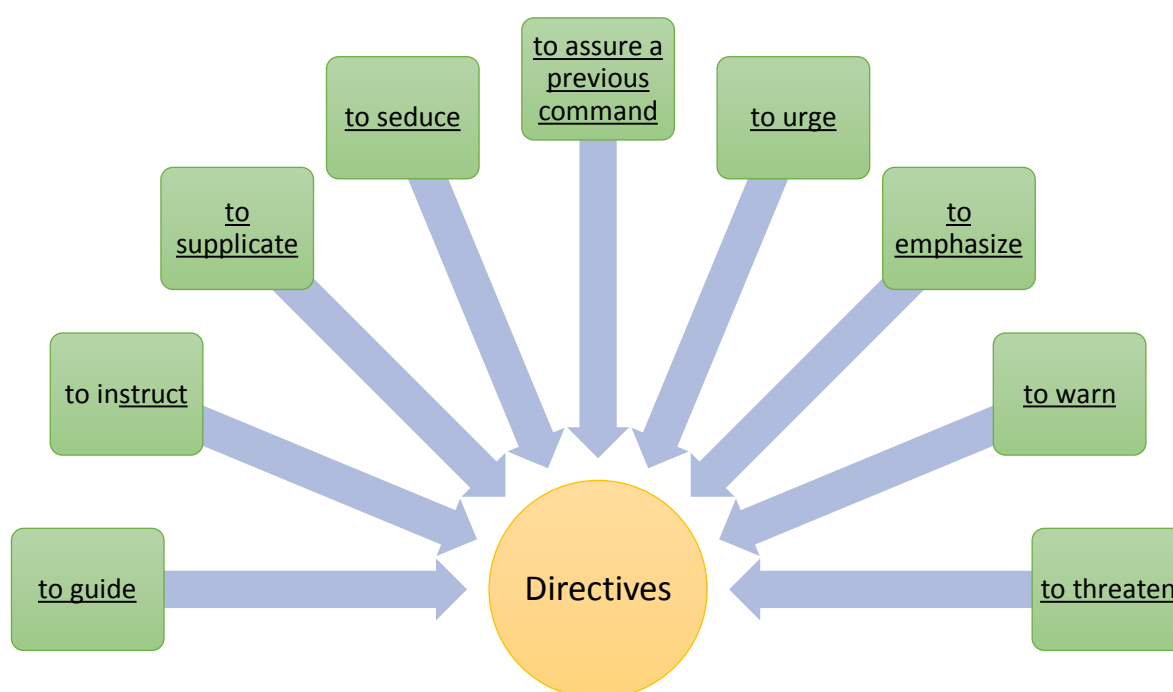 to assure a
previous
command
to seduce
to urge
to
supplicate
to
emphasize
to instruct
to warn
to guide
Directives
to threaten